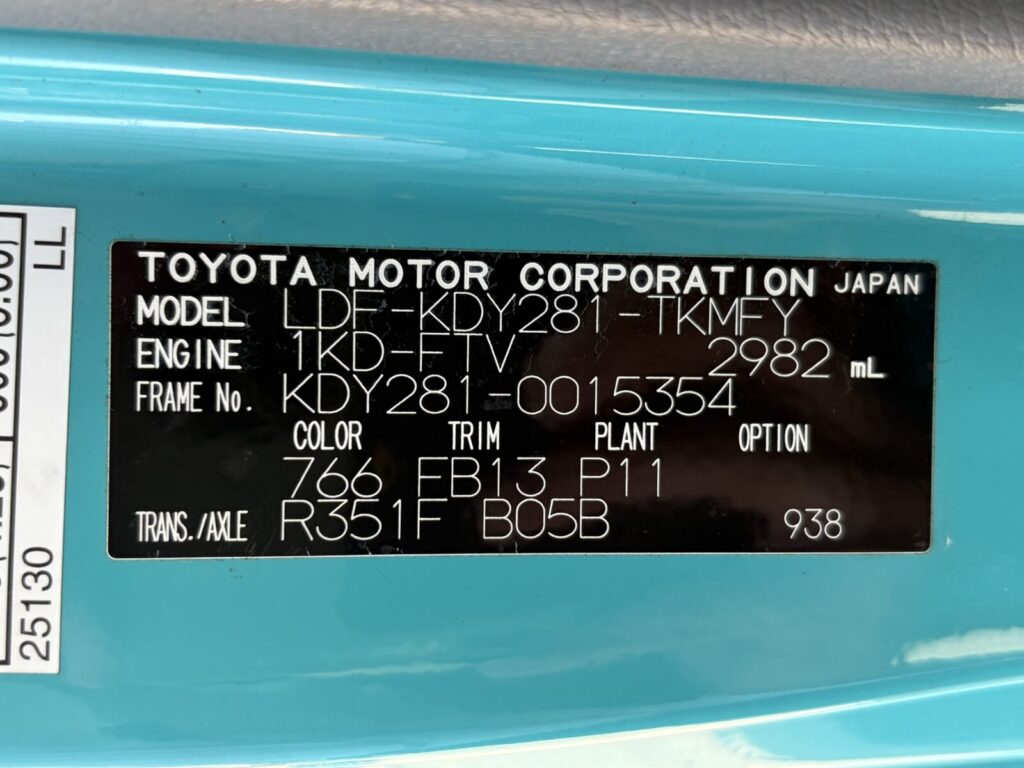 TOYOTA MOTOR CORPORATION JAPAN
MODEL LDF-KDY281-TKMFY
ENGINE 1KD-FTV 2982 mL
FRAME No. KDY281-0015354
COLOR TRIM PLANT OPTION
766 FB13 P11
TRANS./AXLE R351F B05B 938
25130 LL